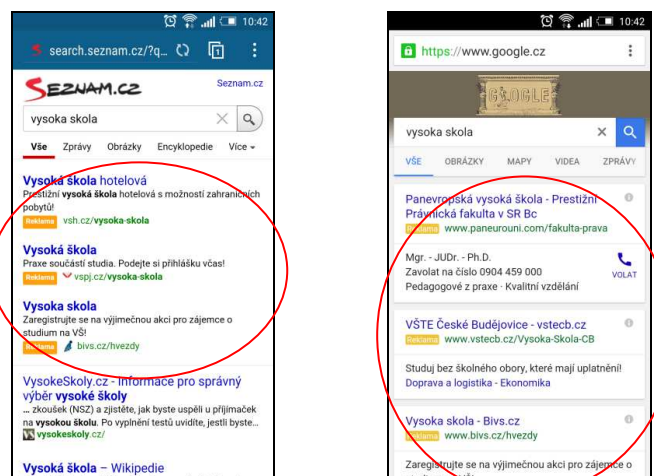 10:42
search.seznam.cz/?q...
1
SEZNAM.CZ
Seznam.cz
vysoka skola
Vše Zprávy Obrázky Encyklopedie Více
Vysoká škola hotelová
Prestižní vysoká škola hotelová s možností zahraničních
pobytů!
Reklama vsh.cz/vysoka-skola
Vysoká škola
Praxe součástí studia. Podejte si přihlášku včas!
Reklama vspj.cz/vysoka-skola
Vysoka skola
Zaregistrujte se na výjimečnou akci pro zájemce o
studium na VŠ!
Reklama bivs.cz/hvezdy
VysokeSkoly.cz - Informace pro správný
výběr vysoké školy
... zkoušek (NSZ) a zjistěte, jak byste uspěli u příjímaček
na vysokou školu. Po vyplnění testů uvidíte, jestli byste...
vysokeskoly.cz/
Vysoká škola – Wikipedie
10:42
https://www.google.cz
GOOGLE
vysoka skola
VŠE OBRÁZKY MAPY VIDEA ZPRÁVY
Panevropská vysoká škola - Prestižní
Právnická fakulta v SR Bc
Reklama www.paneurouni.com/fakulta-prava
Mgr. - JUDr. - Ph.D.
Zavolat na číslo 0904 459 000
Pedagogové z praxe · Kvalitní vzdělání
VOLAT
VŠTE České Budějovice - vstecb.cz
Reklama www.vstecb.cz/Vysoka-Skola-CB
Studuj bez školného obory, které mají uplatnění!
Doprava a logistika - Ekonomika
Vysoka skola - Bivs.cz
Reklama www.bivs.cz/hvezdy
Zaregistrujte se na výjimečnou akci pro zájemce o